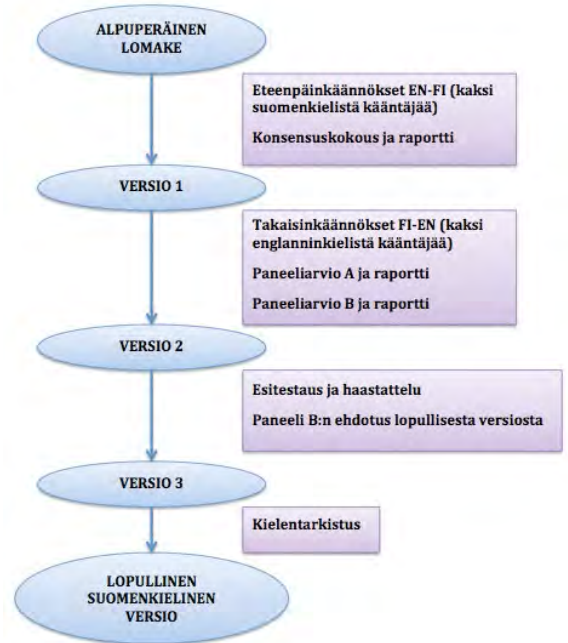 ALPUPERÄINEN
LOMAKE
Eteenpäinkäännökset EN-FI (kaksi
suomenkielistä kääntäjää)
Konsensuskokous ja raportti
VERSIO 1
Takaisinkäännökset FI-EN (kaksi
englanninkielistä kääntäjää)
Paneeliarvio A ja raportti
Paneeliarvio B ja raportti
VERSIO 2
Esitestaus ja haastattelu
Paneeli B:n ehdotus lopullisesta versiosta
VERSIO 3
Kielentarkistus
LOPULLINEN
SUOMENKIELINEN
VERSIO